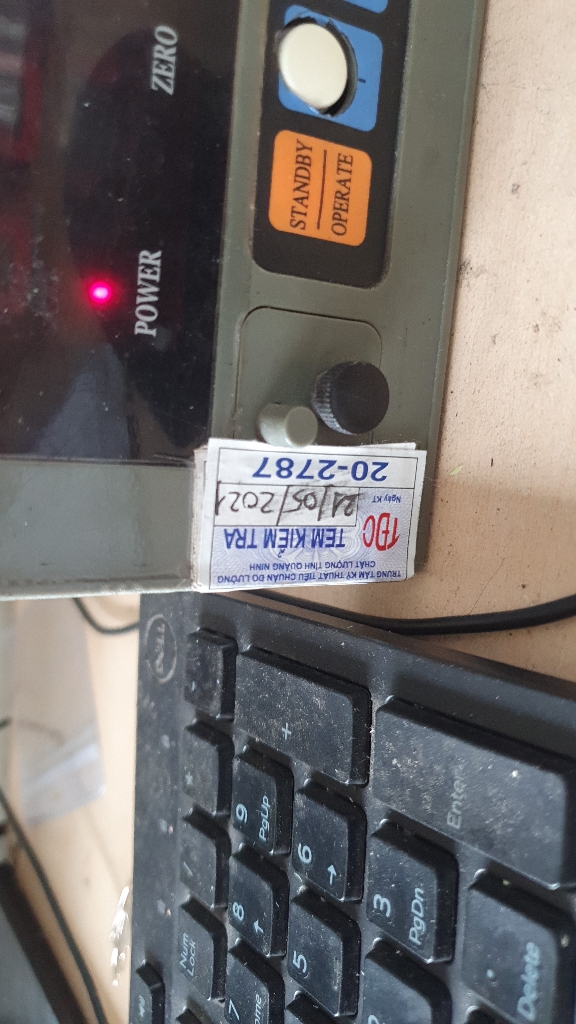 ZERO
POWER
STANDBY
OPERATE
TRUNG TÂM KỸ THUẬT TIÊU CHUẨN ĐO LƯỜNG
CHẤT LƯỢNG TỈNH QUẢNG NINH
TĐC
TEM KIỂM TRA
Ngày KT
21/05/2021
20-2787
DELL
+
Enter
9
PgUp
6
→
3
PgDn
8
↑
5
Num
Lock
7
Delete